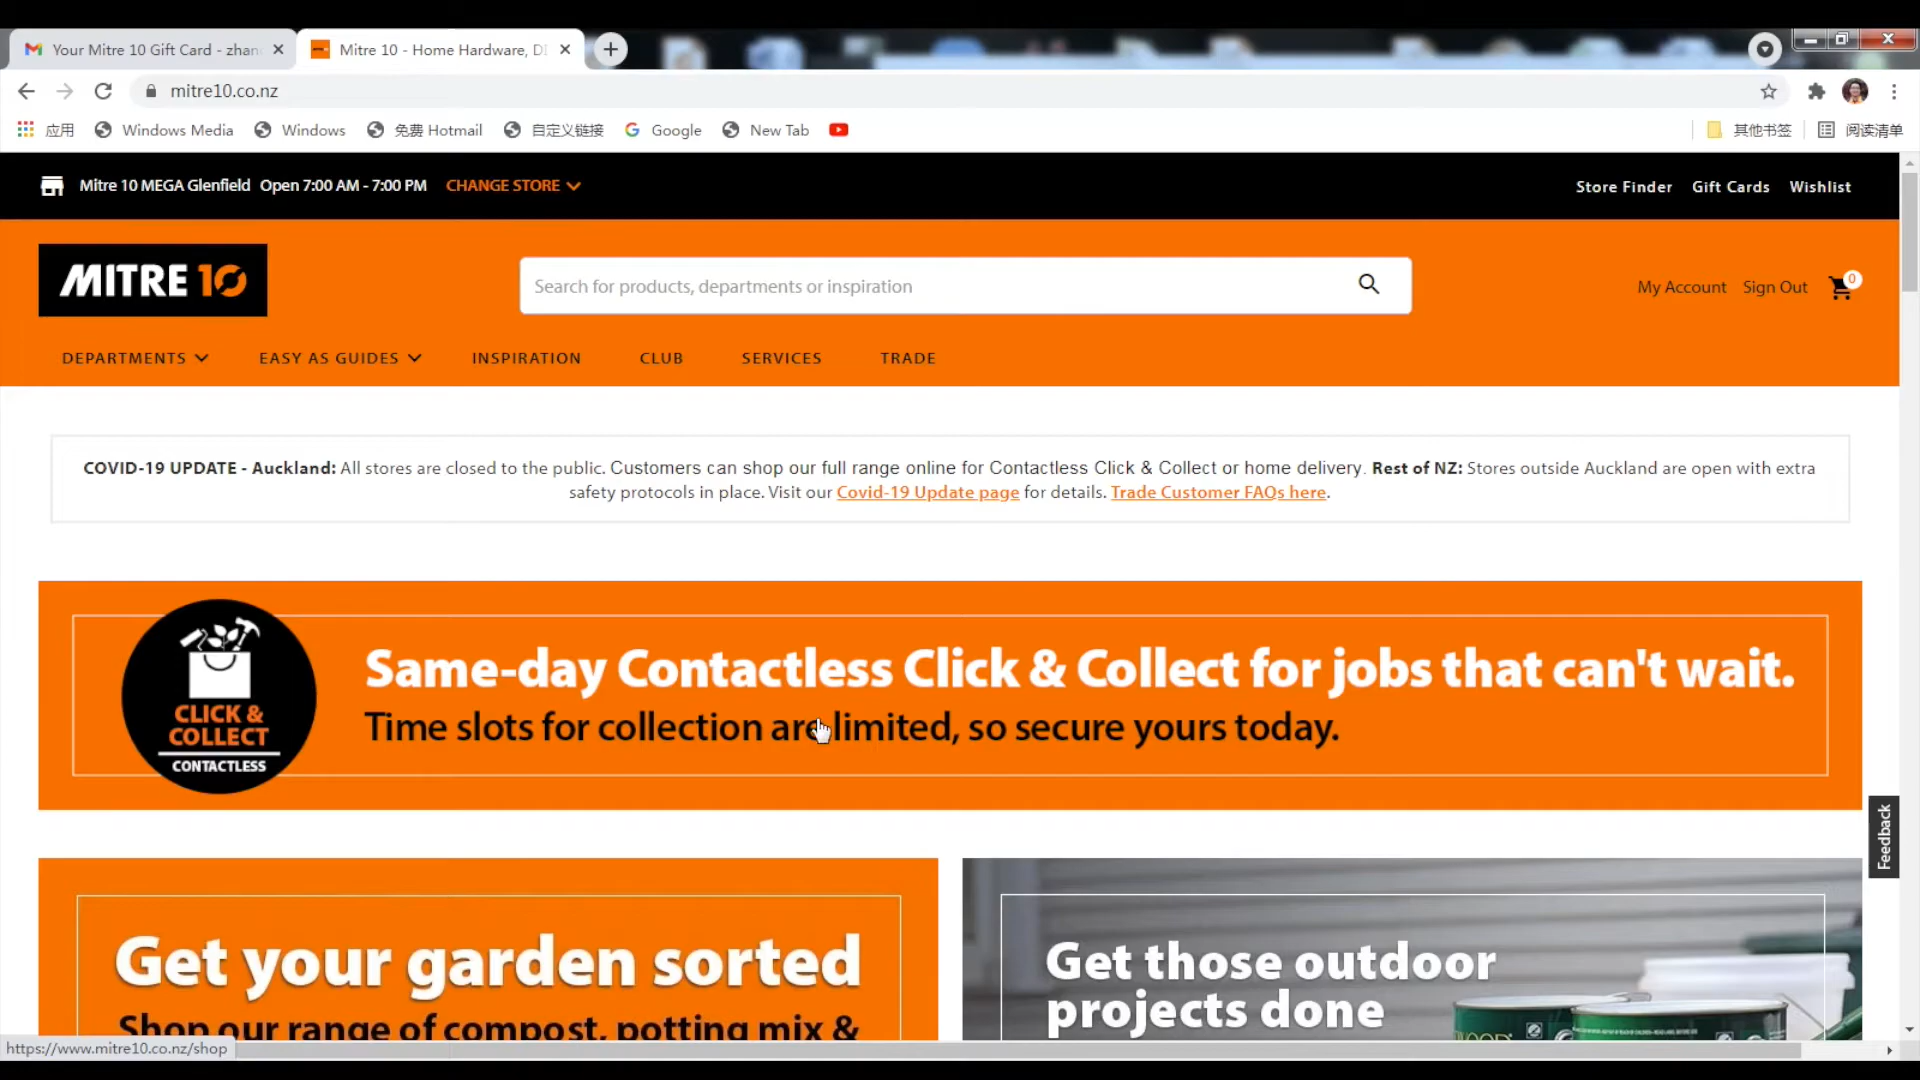 Your Mitre 10 Gift Card - zhan
Mitre 10 - Home Hardware, DI
mitre10.co.nz
应用 Windows Media Windows 免费 Hotmail 自定义链接 Google New Tab 其他书签 阅读清单
Mitre 10 MEGA Glenfield Open 7:00 AM - 7:00 PM CHANGE STORE Store Finder Gift Cards Wishlist
MITRE 10
Search for products, departments or inspiration
My Account Sign Out 0
DEPARTMENTS EASY AS GUIDES INSPIRATION CLUB SERVICES TRADE
COVID-19 UPDATE - Auckland: All stores are closed to the public. Customers can shop our full range online for Contactless Click & Collect or home delivery. Rest of NZ: Stores outside Auckland are open with extra
safety protocols in place. Visit our Covid-19 Update page for details. Trade Customer FAQs here.
CLICK &
COLLECT
CONTACTLESS
Same-day Contactless Click & Collect for jobs that can't wait.
Time slots for collection are limited, so secure yours today.
Feedback
Get your garden sorted
Shop our range of compost, potting mix &
Get those outdoor
projects done
https://www.mitre10.co.nz/shop